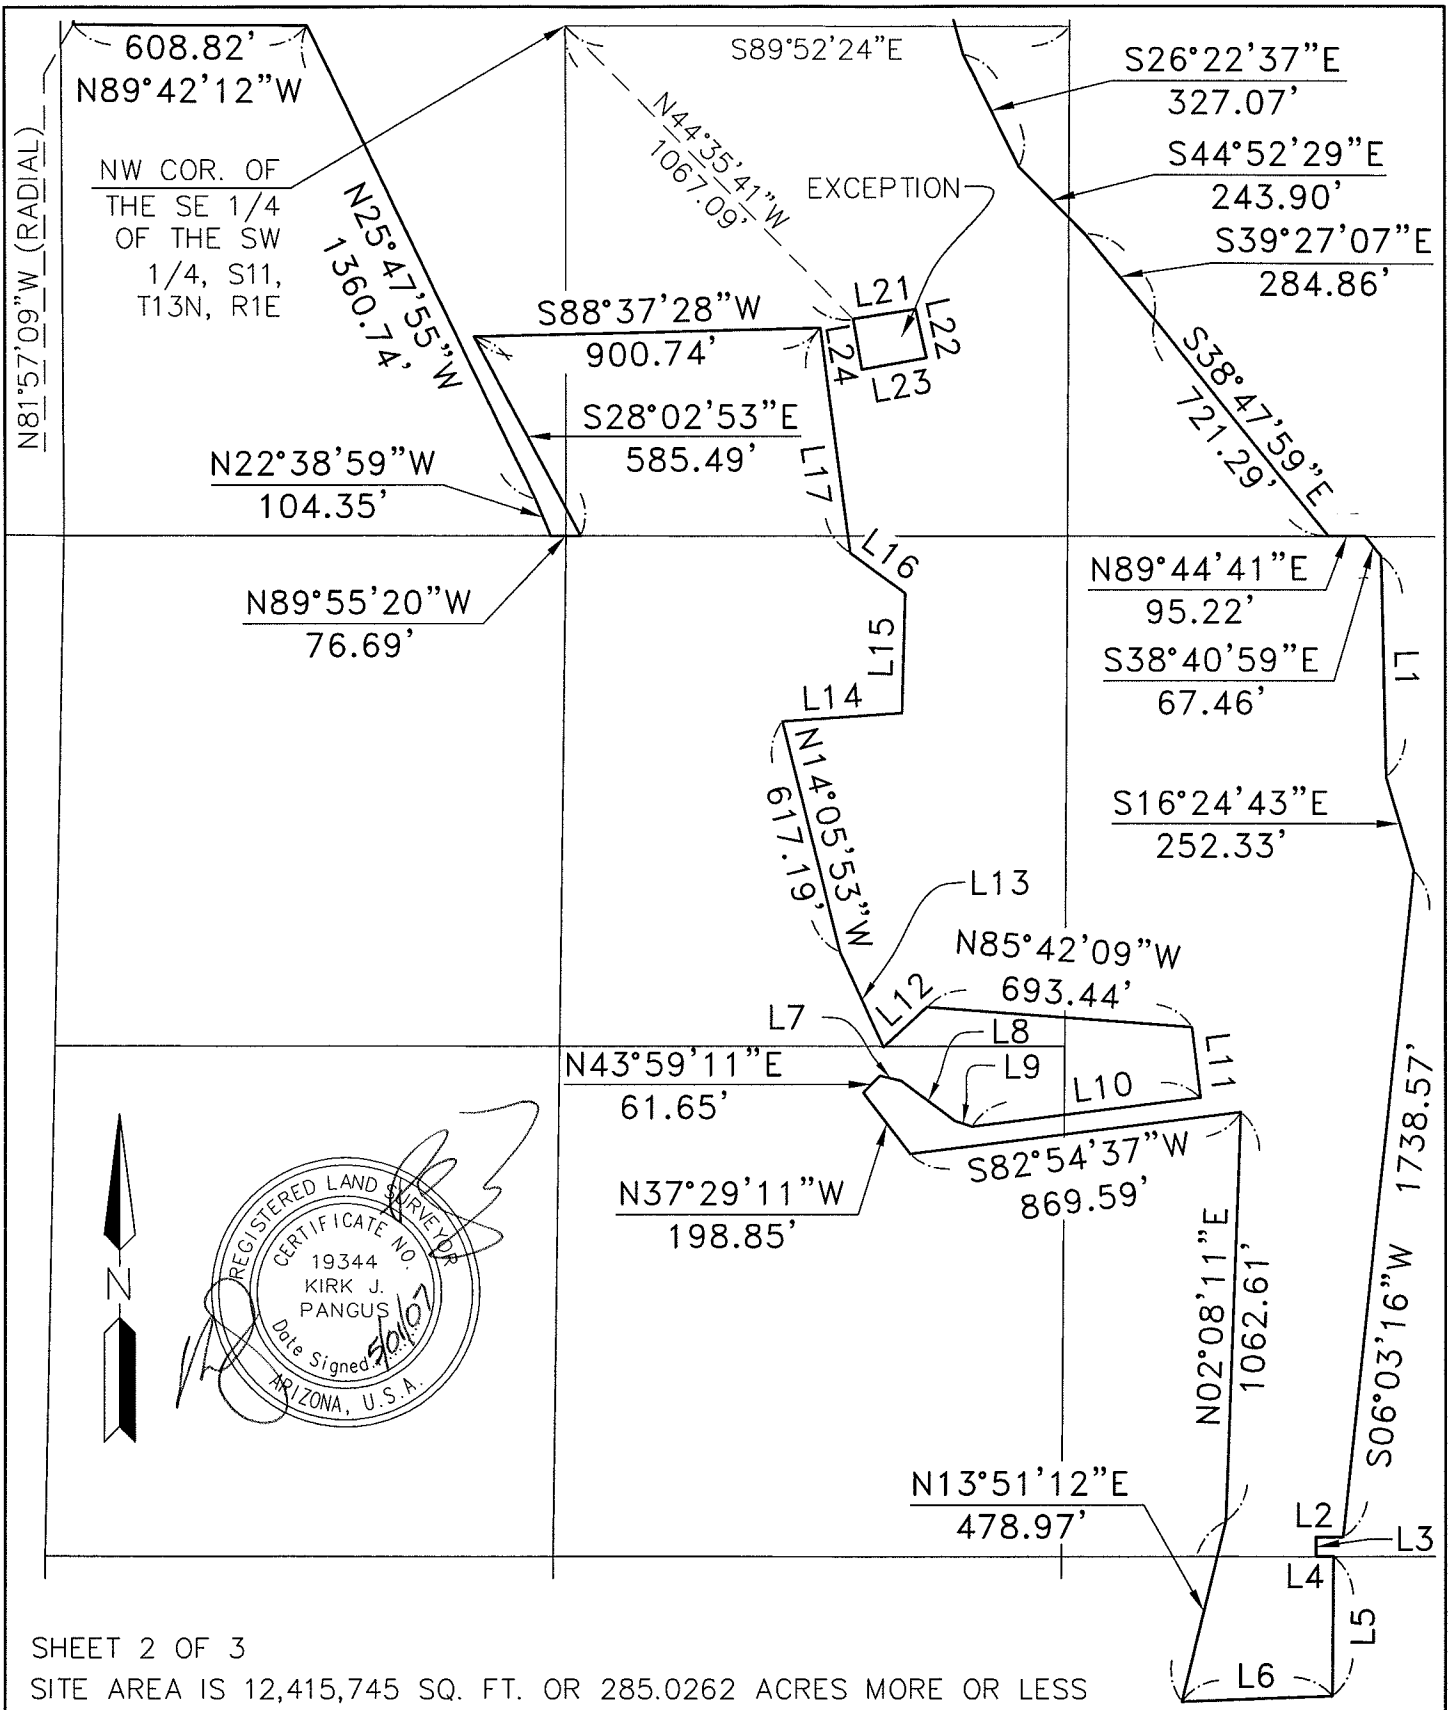 608.82'
N89°42'12"W
S89°52'24"E
S26°22'37"E
327.07'
S44°52'29"E
243.90'
S39°27'07"E
284.86'
N81°57'09"W (RADIAL)
NW COR. OF
THE SE 1/4
OF THE SW
1/4, S11,
T13N, R1E
N25°47'55"W
1360.74'
N44°35'41"W
1067.09'
EXCEPTION
L21
L22
L23
L24
S88°37'28"W
900.74'
S38°47'59"E
721.29'
S28°02'53"E
585.49'
L17
N22°38'59"W
104.35'
L16
N89°55'20"W
76.69'
N89°44'41"E
95.22'
L15
S38°40'59"E
67.46'
L1
L14
N14°05'53"W
617.19'
S16°24'43"E
252.33'
L13
N85°42'09"W
693.44'
L12
L7
L8
L9
L10
L11
N43°59'11"E
61.65'
S82°54'37"W
869.59'
N37°29'11"W
198.85'
S06°03'16"W 1738.57'
N02°08'11"E
1062.61'
N
REGISTERED LAND SURVEYOR
CERTIFICATE NO.
19344
KIRK J.
PANGUS
Date Signed 5/01/07
ARIZONA, U.S.A.
N13°51'12"E
478.97'
L2
L3
L4
L5
L6
SHEET 2 OF 3
SITE AREA IS 12,415,745 SQ. FT. OR 285.0262 ACRES MORE OR LESS